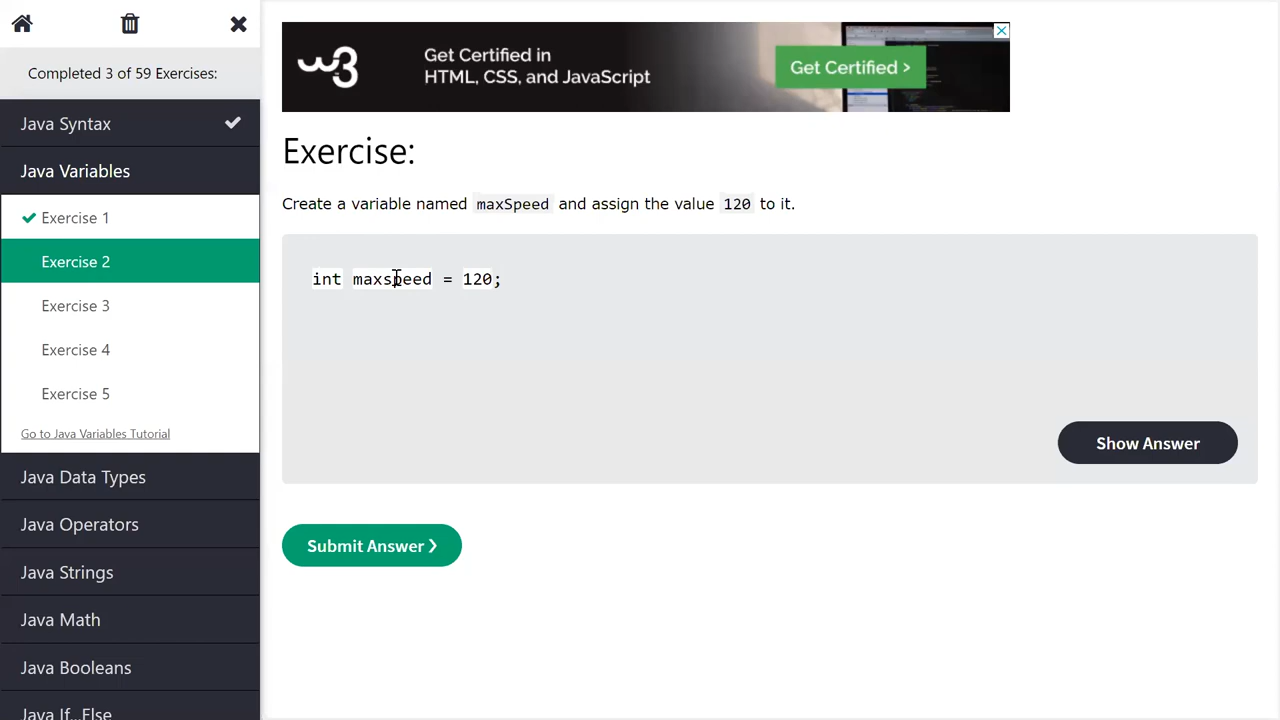 Completed 3 of 59 Exercises:
Java Syntax
Java Variables
Exercise 1
Exercise 2
Exercise 3
Exercise 4
Exercise 5
Go to Java Variables Tutorial
Java Data Types
Java Operators
Java Strings
Java Math
Java Booleans
Java If...Else
w3
Get Certified in
HTML, CSS, and JavaScript
Get Certified >
Exercise:
Create a variable named maxSpeed and assign the value 120 to it.
int maxspeed = 120;
Show Answer
Submit Answer ❯